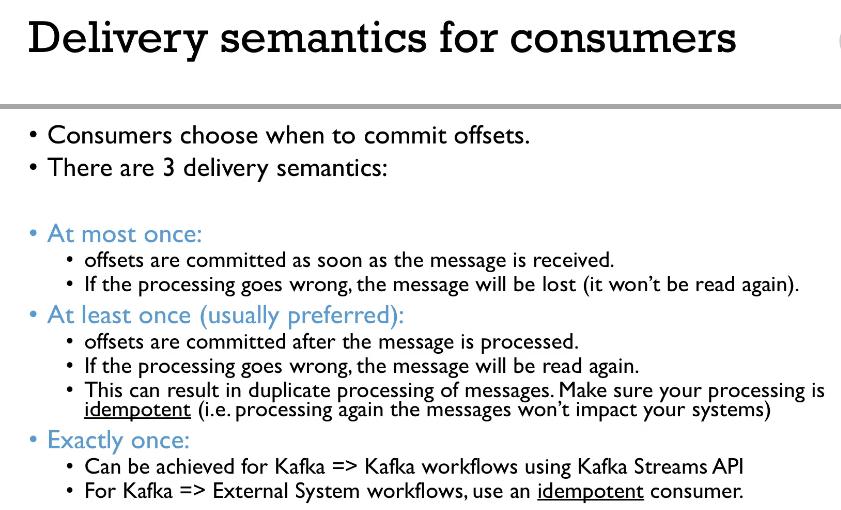 Delivery semantics for consumers
• Consumers choose when to commit offsets.
• There are 3 delivery semantics:
• At most once:
• offsets are committed as soon as the message is received.
• If the processing goes wrong, the message will be lost (it won't be read again).
• At least once (usually preferred):
• offsets are committed after the message is processed.
• If the processing goes wrong, the message will be read again.
• This can result in duplicate processing of messages. Make sure your processing is
idempotent (i.e. processing again the messages won't impact your systems)
• Exactly once:
• Can be achieved for Kafka => Kafka workflows using Kafka Streams API
• For Kafka => External System workflows, use an idempotent consumer.